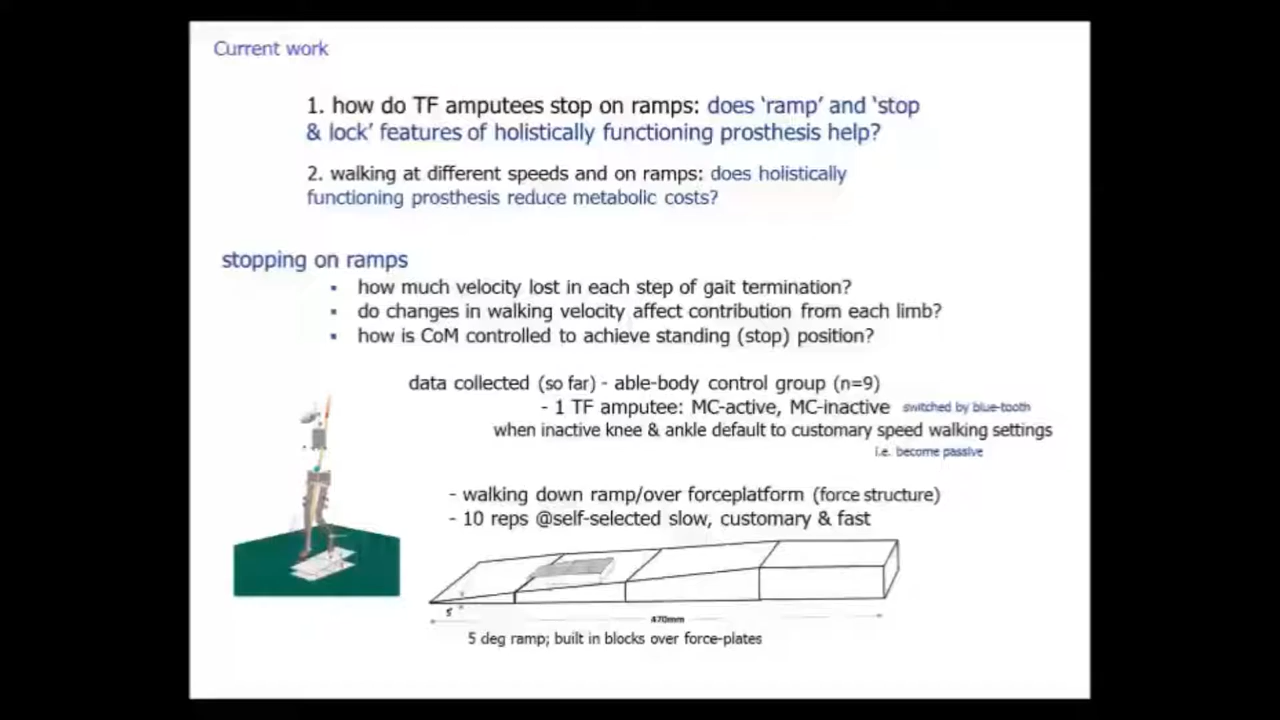 Current work
1. how do TF amputees stop on ramps: does ‘ramp’ and ‘stop
& lock’ features of holistically functioning prosthesis help?
2. walking at different speeds and on ramps: does holistically
functioning prosthesis reduce metabolic costs?
stopping on ramps
▪ how much velocity lost in each step of gait termination?
▪ do changes in walking velocity affect contribution from each limb?
▪ how is CoM controlled to achieve standing (stop) position?
data collected (so far) - able-body control group (n=9)
- 1 TF amputee: MC-active, MC-inactive switched by blue-tooth
when inactive knee & ankle default to customary speed walking settings
i.e. become passive
- walking down ramp/over forceplatform (force structure)
- 10 reps @self-selected slow, customary & fast
5
470mm
5 deg ramp; built in blocks over force-plates